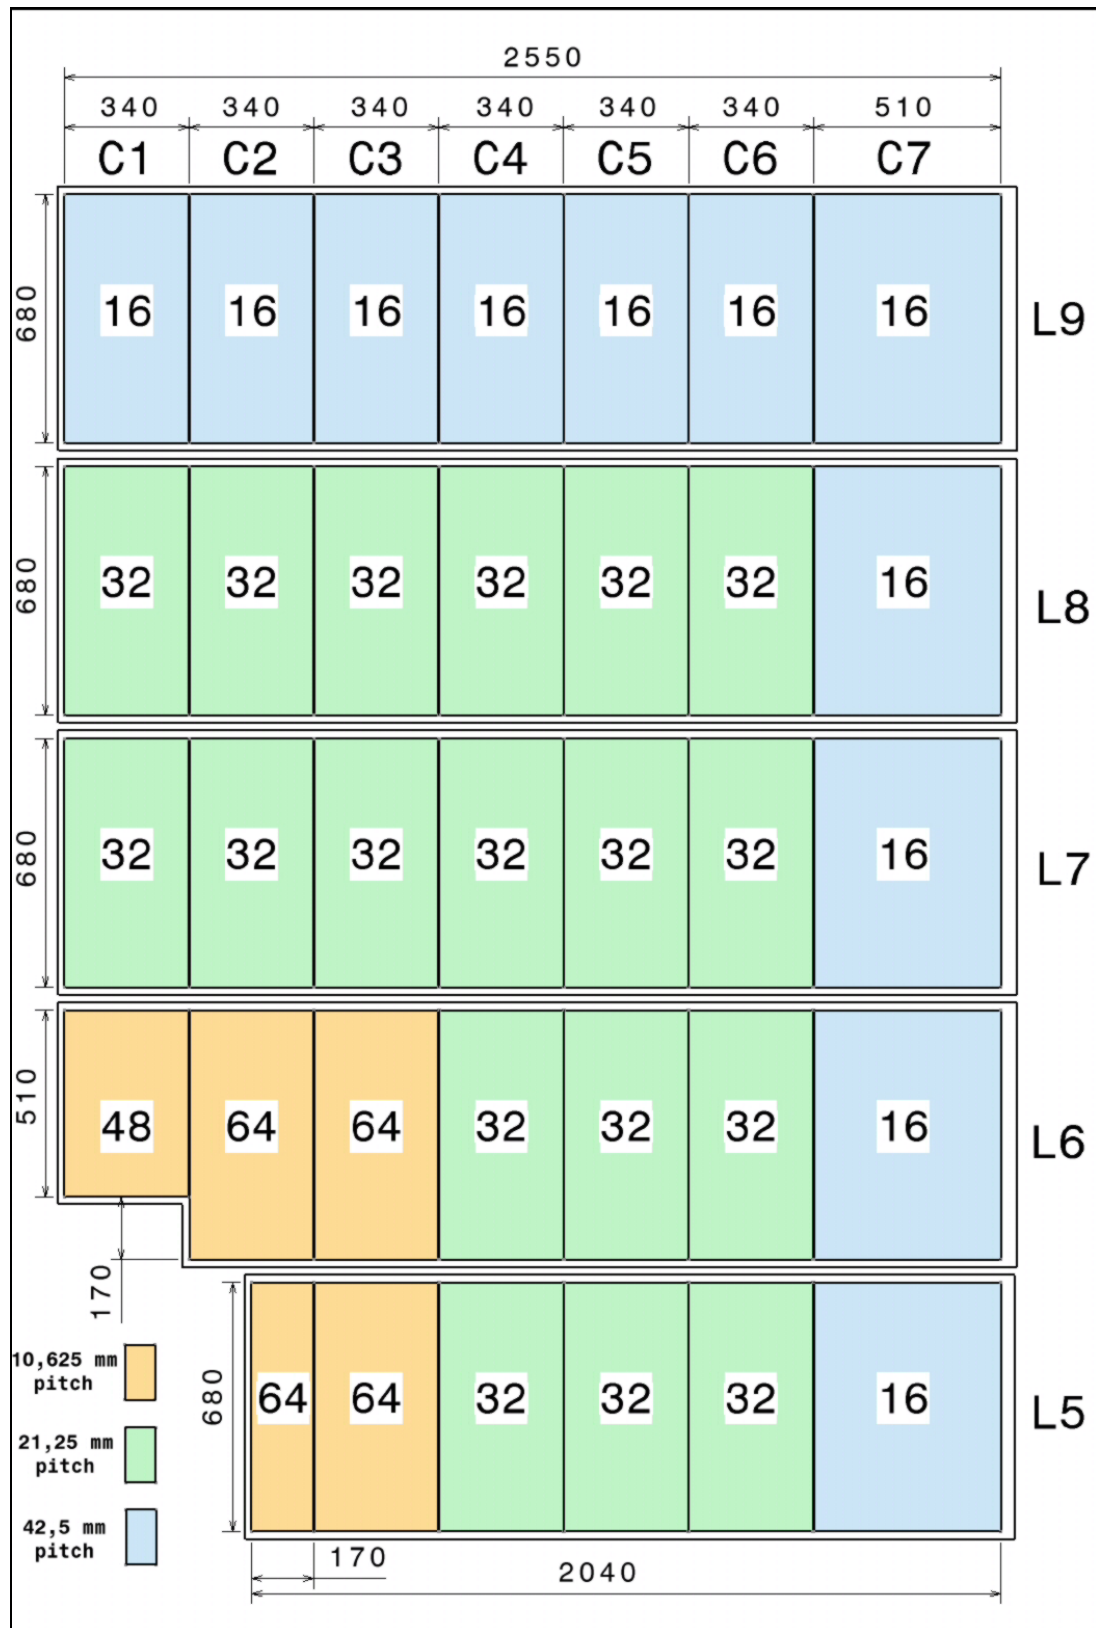 2550
340 340 340 340 340 340 510
C1 C2 C3 C4 C5 C6 C7
680 16 16 16 16 16 16 16 L9
680 32 32 32 32 32 32 16 L8
680 32 32 32 32 32 32 16 L7
510 48 64 64 32 32 32 16 L6
170
680 64 64 32 32 32 16 L5
10,625 mm
pitch
21,25 mm
pitch
42,5 mm
pitch
170
2040